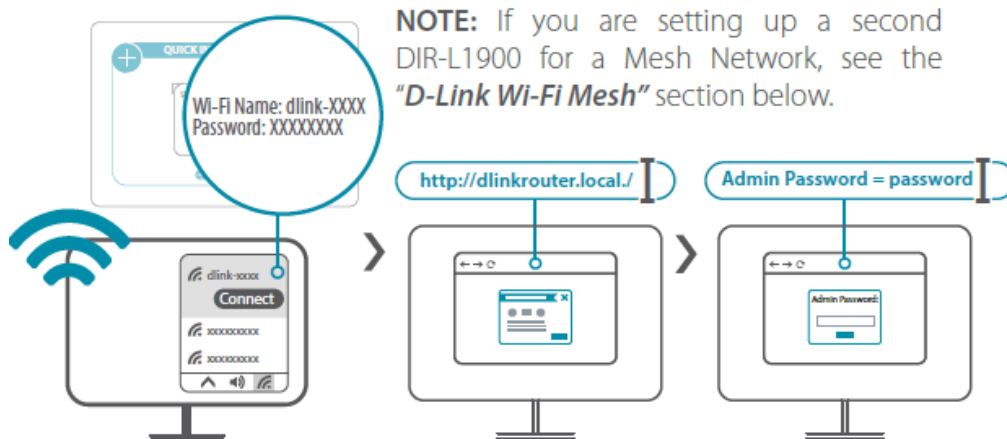 NOTE: If you are setting up a second
DIR-L1900 for a Mesh Network, see the
“D-Link Wi-Fi Mesh” section below.
QUICK IN
Wi-Fi Name: dlink-XXXX
Password: XXXXXXXX
http://dlinkrouter.local./
Admin Password = password
dlink-xxxx
Connect
xxxxxxxxx
xxxxxxxxx
Admin Password: